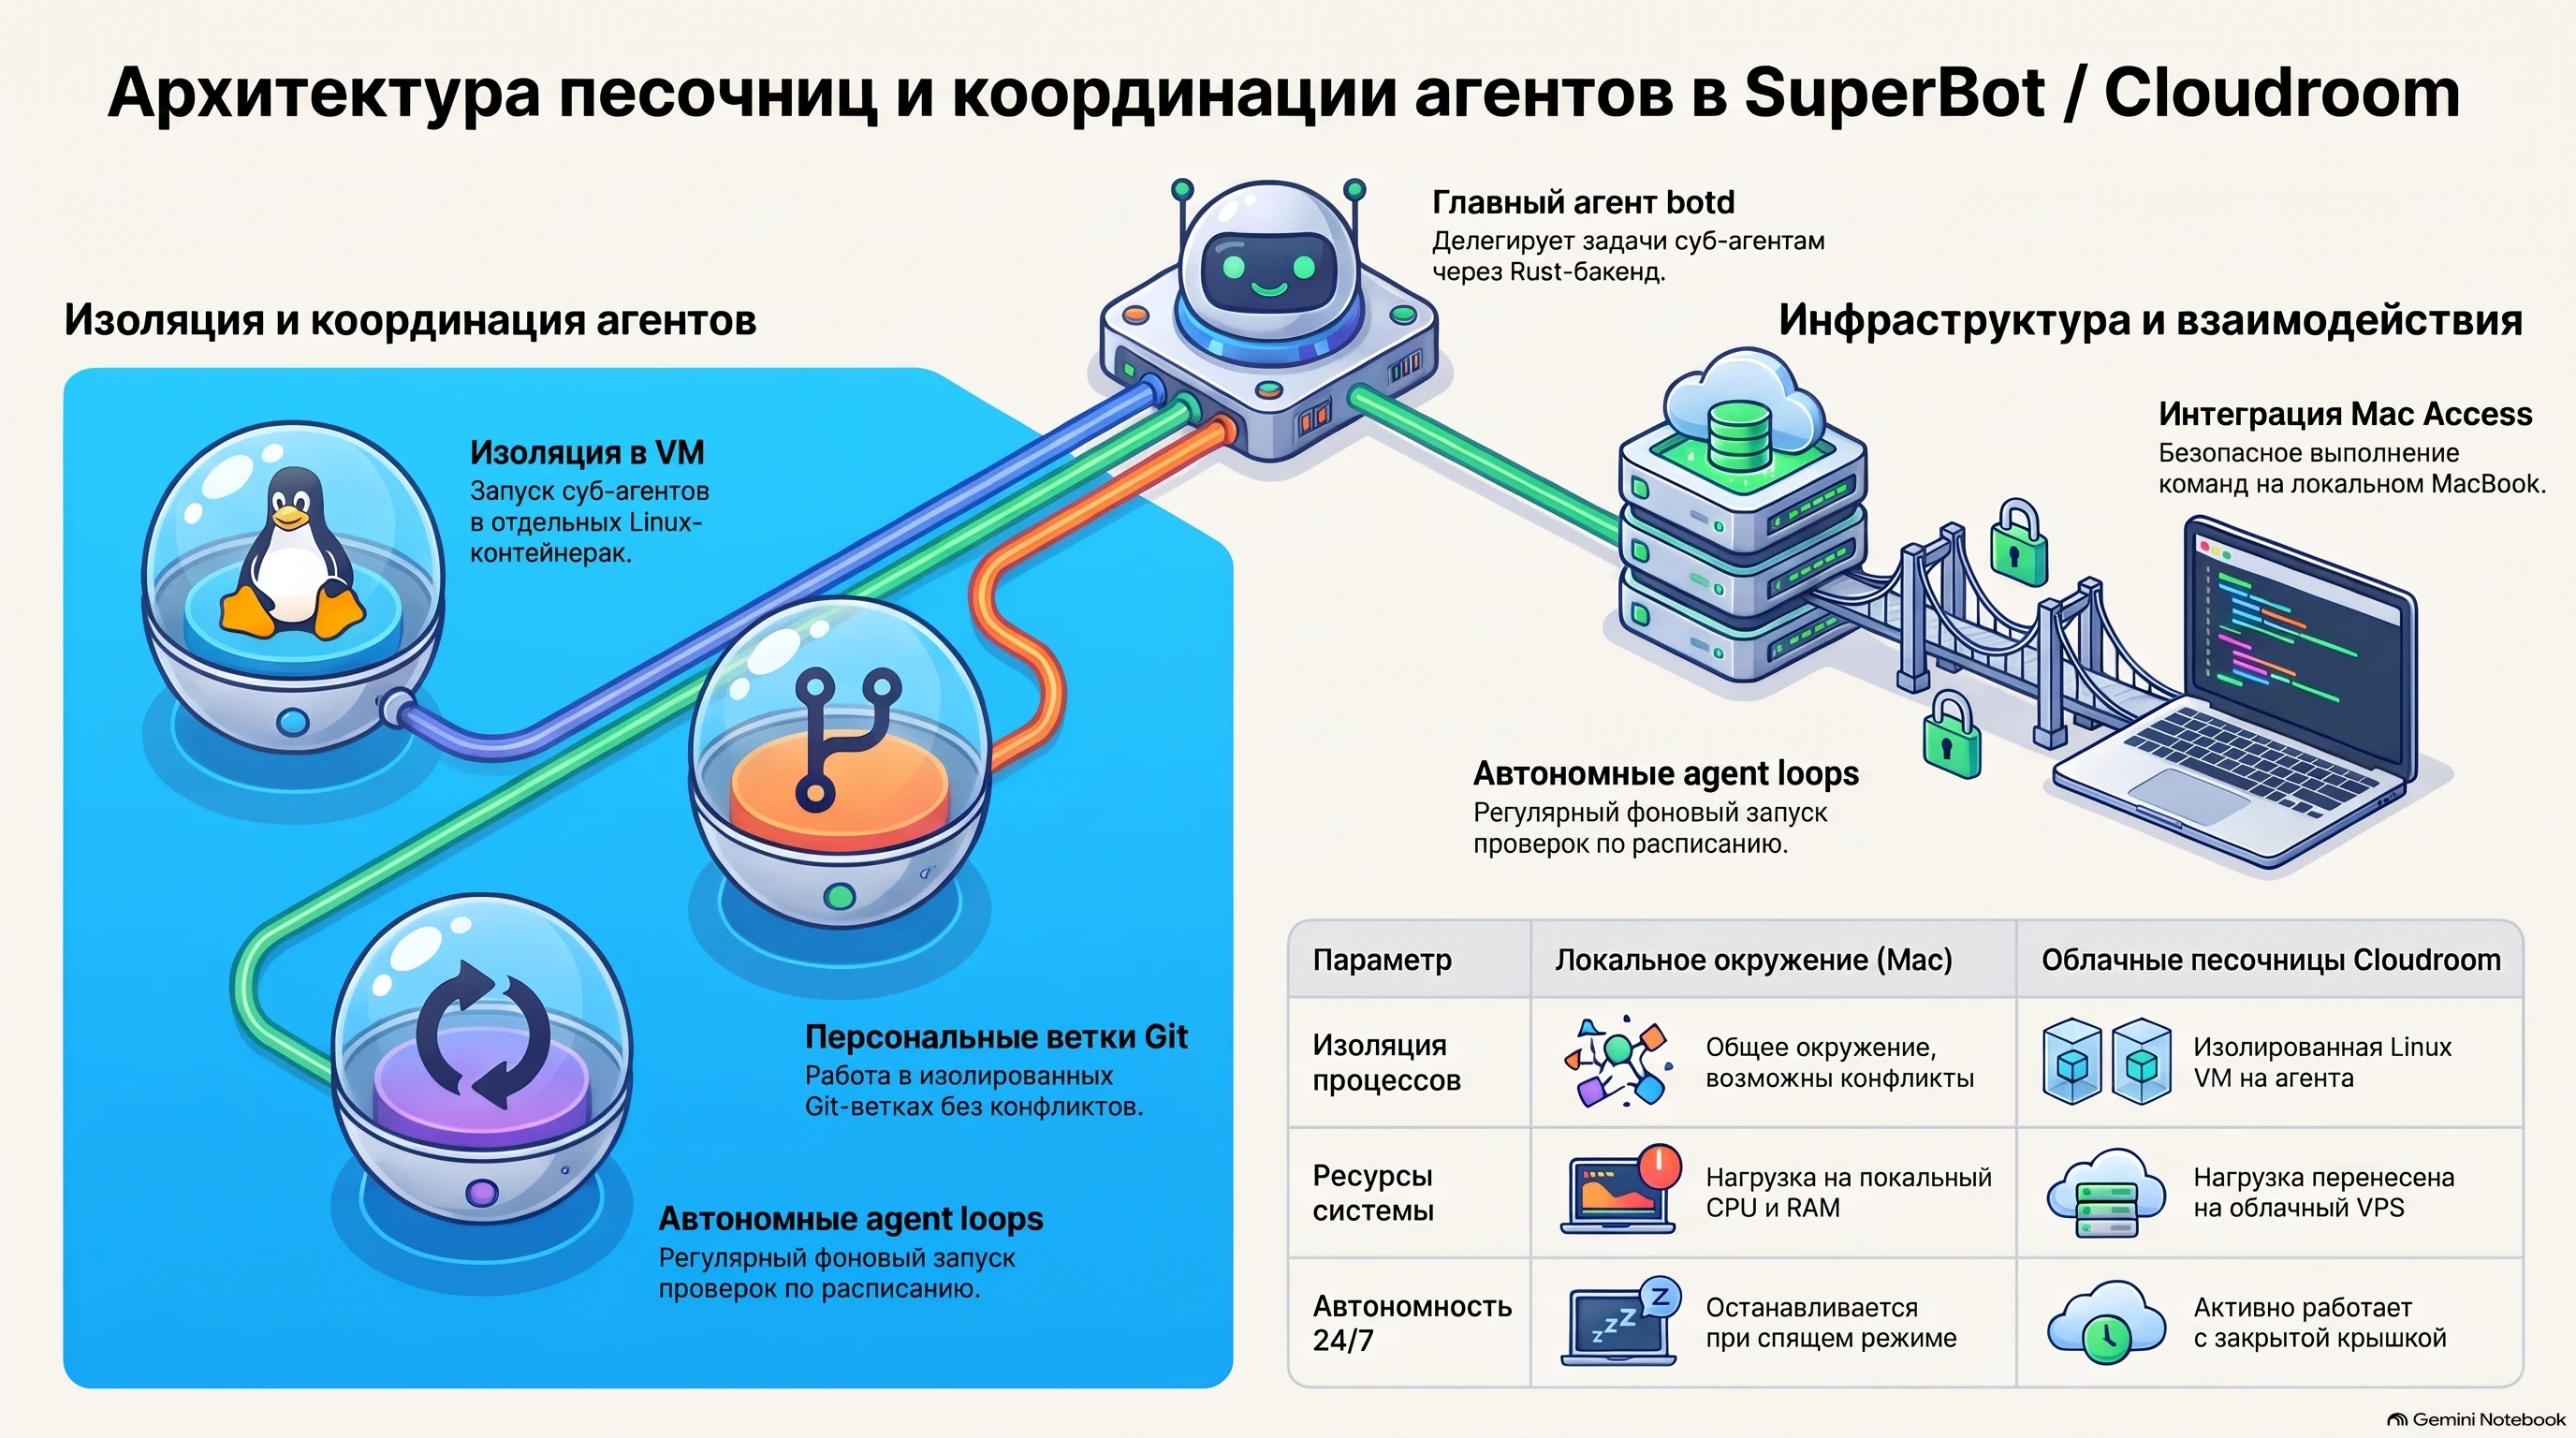 Архитектура песочниц и координации агентов в SuperBot / Cloudroom
Главный агент botd
Делегирует задачи суб-агентам
через Rust-бакенд.
Изоляция и координация агентов
Изоляция в VM
Запуск суб-агентов
в отдельных Linux-
контейнерак.
Персональные ветки Git
Работа в изолированных
Git-ветках без конфликтов.
Автономные agent loops
Регулярный фоновый запуск
проверок по расписанию.
Инфраструктура и взаимодействия
Интеграция Mac Access
Безопасное выполнение
команд на локальном MacBook.
Автономные agent loops
Регулярный фоновый запуск
проверок по расписанию.
Параметр
Локальное окружение (Mac)
Облачные песочницы Cloudroom
Изоляция
процессов
Общее окружение,
возможны конфликты
Изолированная Linux
VM на агента
Ресурсы
системы
Нагрузка на покальный
CPU и RAM
Нагрузка перенесена
на облачный VPS
Автономность
24/7
z z z
Z
Останавливается
при спящем режиме
Активно работает
с закрытой крышкой
Gemini Notebook